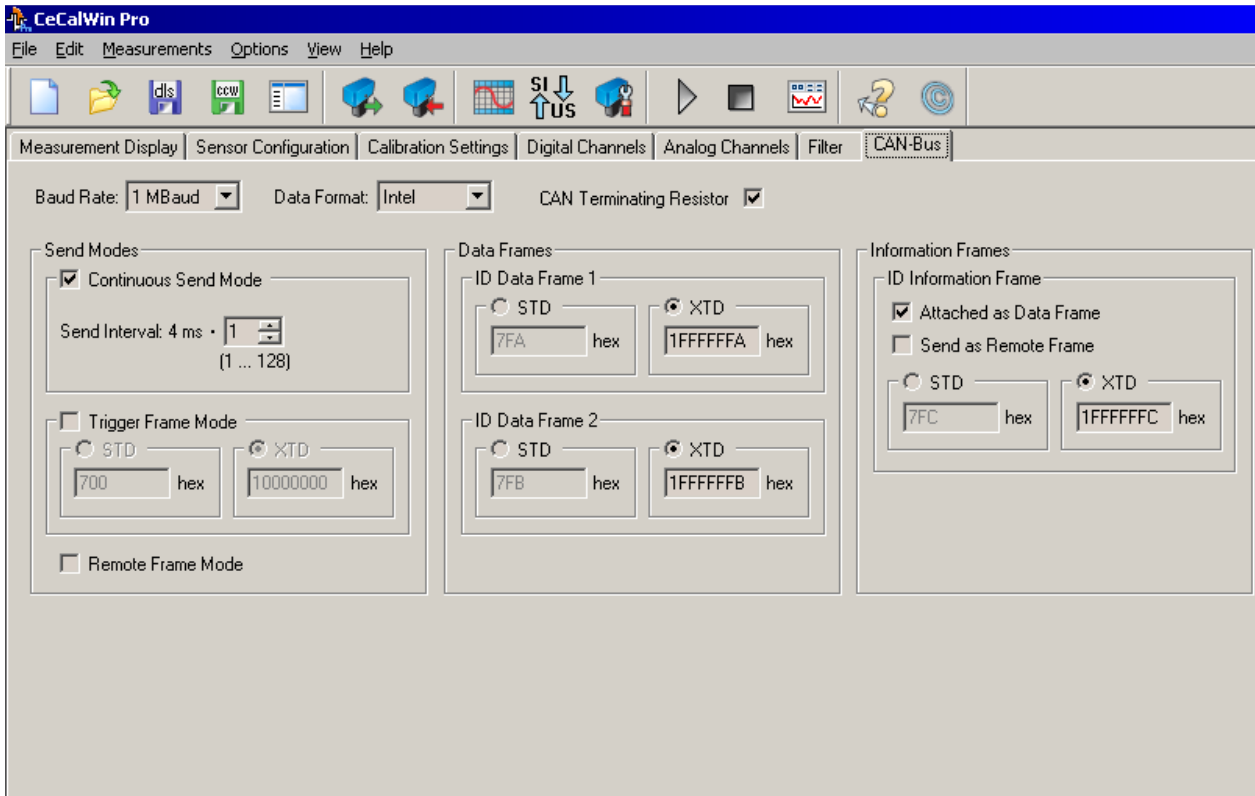 CeCalWin Pro
File Edit Measurements Options View Help
dls ccw SI US
Measurement Display Sensor Configuration Calibration Settings Digital Channels Analog Channels Filter CAN-Bus
Baud Rate: 1 MBaud Data Format: Intel CAN Terminating Resistor
Send Modes
Continuous Send Mode
Send Interval: 4 ms · 1
(1 ... 128)
Trigger Frame Mode
STD XTD
700 hex 10000000 hex
Remote Frame Mode
Data Frames
ID Data Frame 1
STD XTD
7FA hex 1FFFFFFA hex
ID Data Frame 2
STD XTD
7FB hex 1FFFFFFB hex
Information Frames
ID Information Frame
Attached as Data Frame
Send as Remote Frame
STD XTD
7FC hex 1FFFFFFC hex